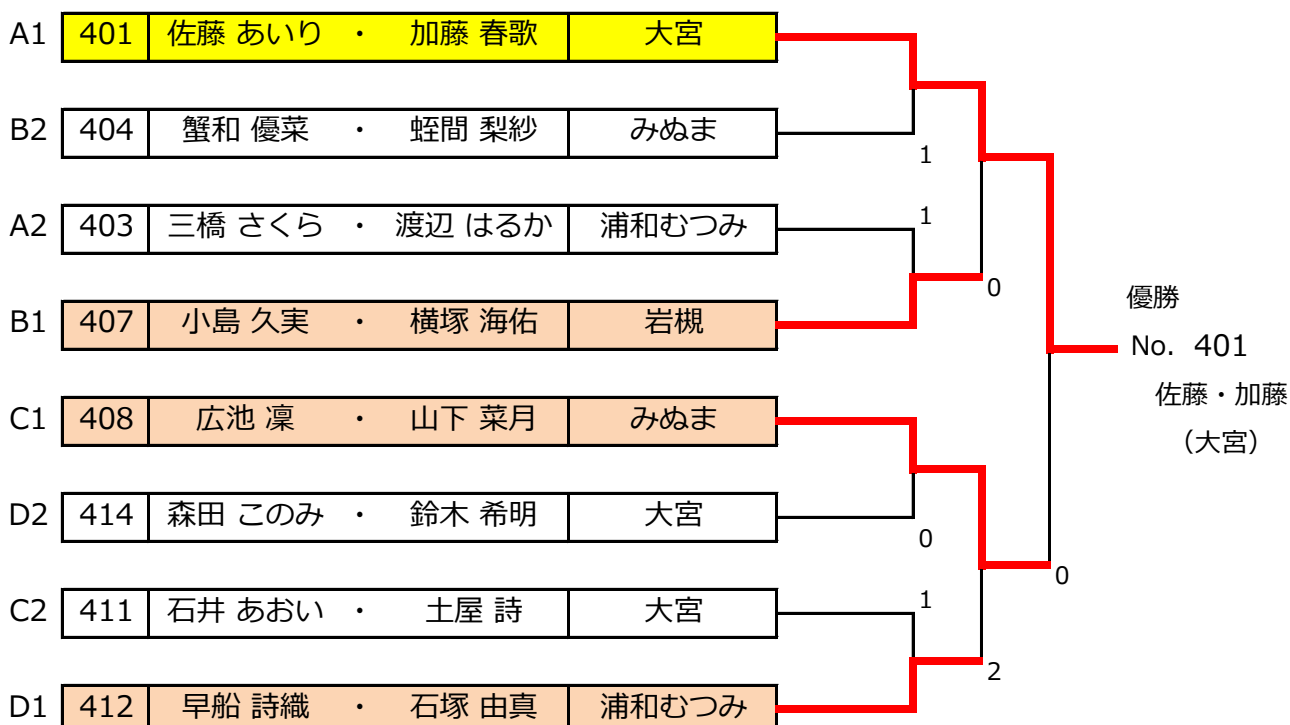 A1 401 佐藤 あいり ・ 加藤 春歌 大宮
B2 404 蟹和 優菜 ・ 蛭間 梨紗 みぬま
1
A2 403 三橋 さくら ・ 渡辺 はるか 浦和むつみ
1
0
B1 407 小島 久実 ・ 横塚 海佑 岩槻
優勝
No. 401
佐藤・加藤
（大宮）
C1 408 広池 凜 ・ 山下 菜月 みぬま
D2 414 森田 このみ ・ 鈴木 希明 大宮
0
0
C2 411 石井 あおい ・ 土屋 詩 大宮
1
2
D1 412 早船 詩織 ・ 石塚 由真 浦和むつみ